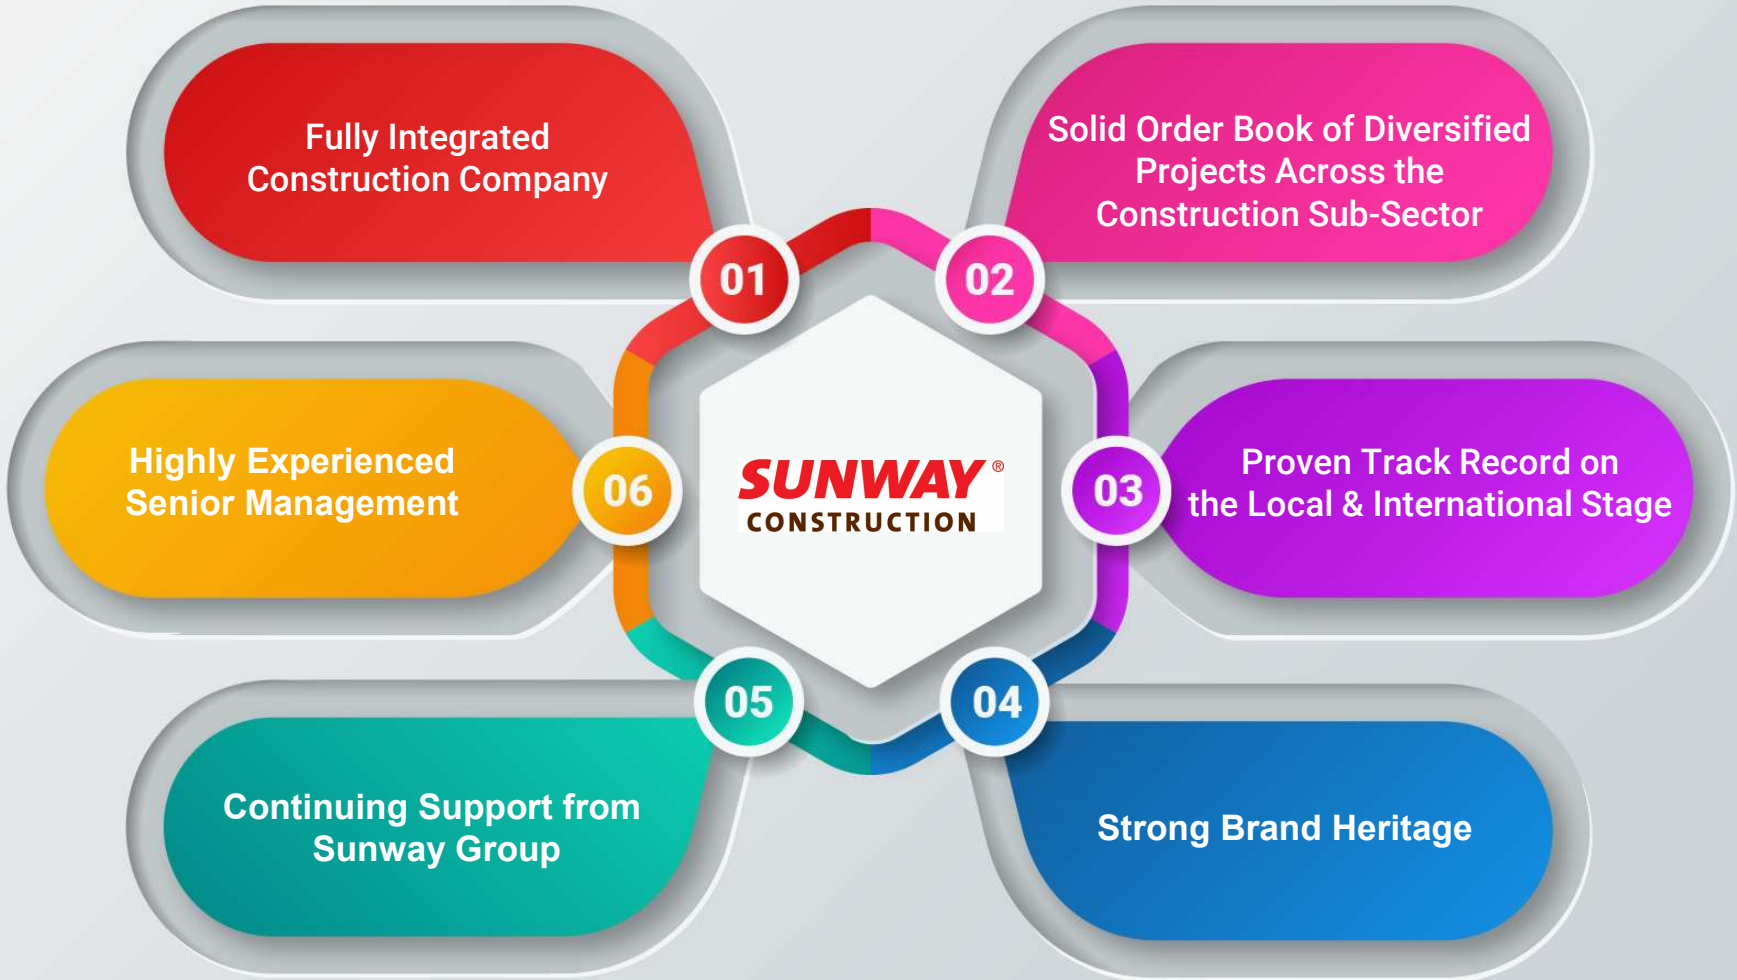 01
Fully Integrated
Construction Company
02
Solid Order Book of Diversified
Projects Across the
Construction Sub-Sector
03
Proven Track Record on
the Local & International Stage
04
Strong Brand Heritage
05
Continuing Support from
Sunway Group
06
Highly Experienced
Senior Management
SUNWAY®
CONSTRUCTION